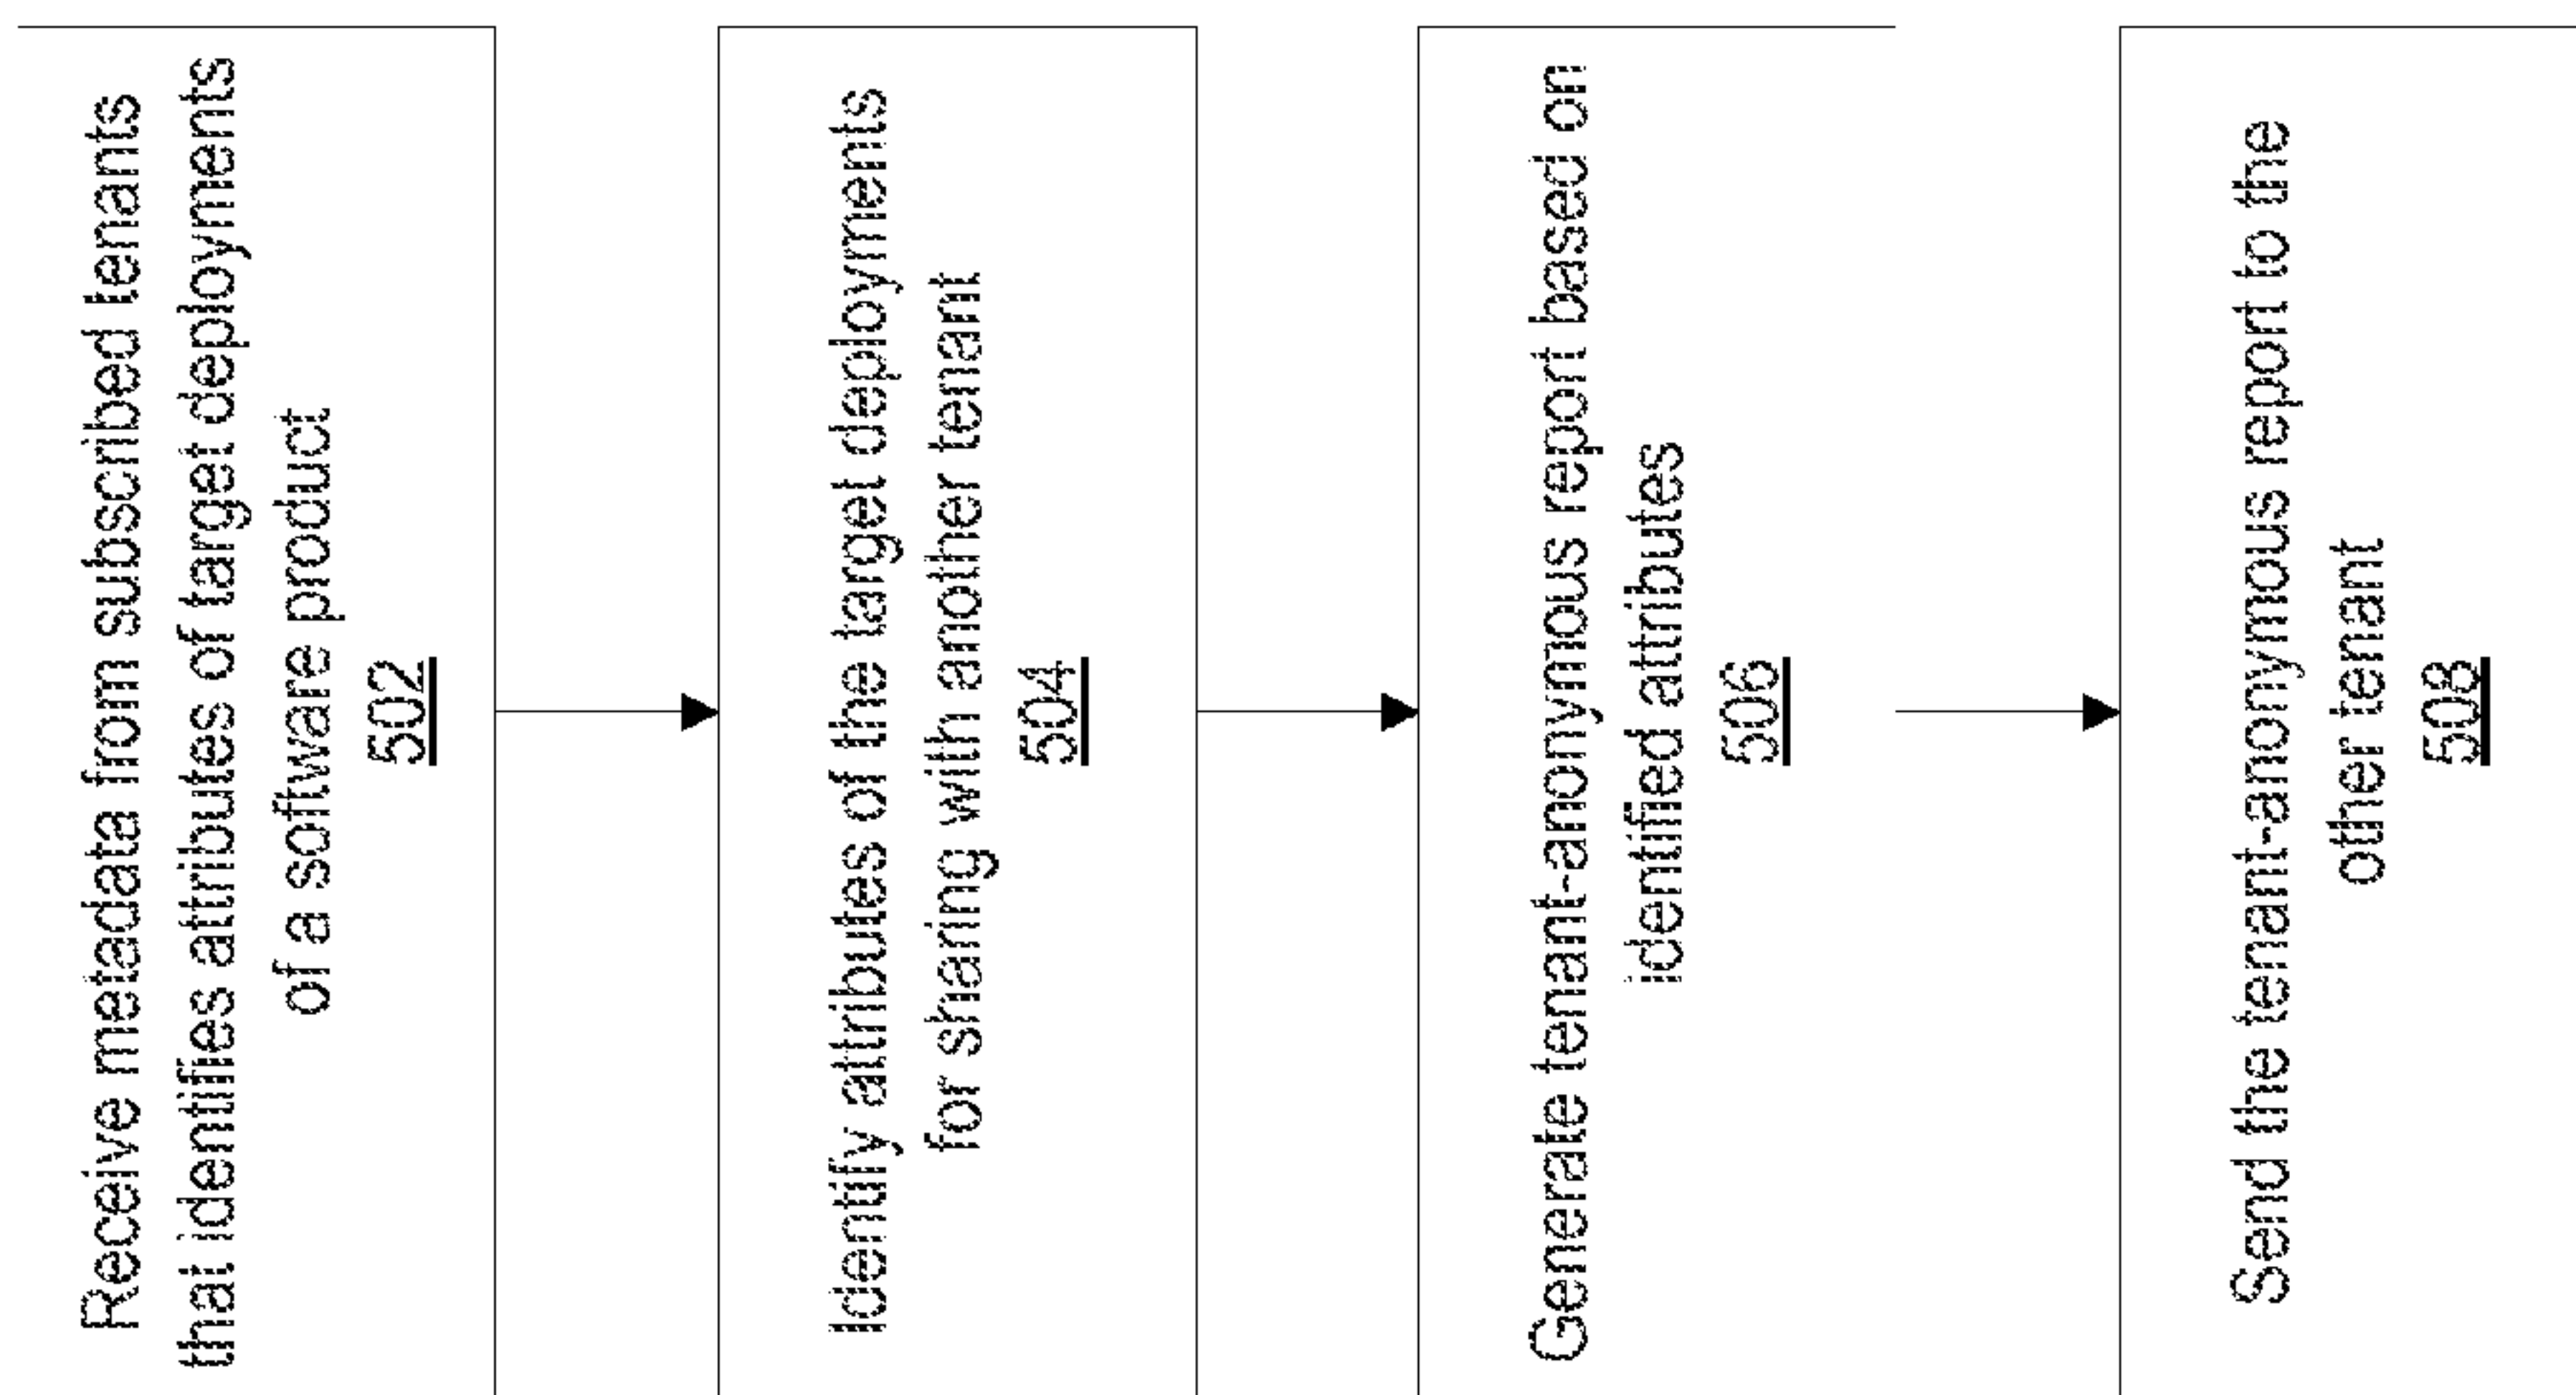 Receive metadata from subscribed tenants
that identifies attributes of target deployments
of a software product
502
Identify attributes of the target deployments
for sharing with another tenant
504
Generate tenant-anonymous report based on
identified attributes
506
Send the tenant-anonymous report to the
other tenant
508